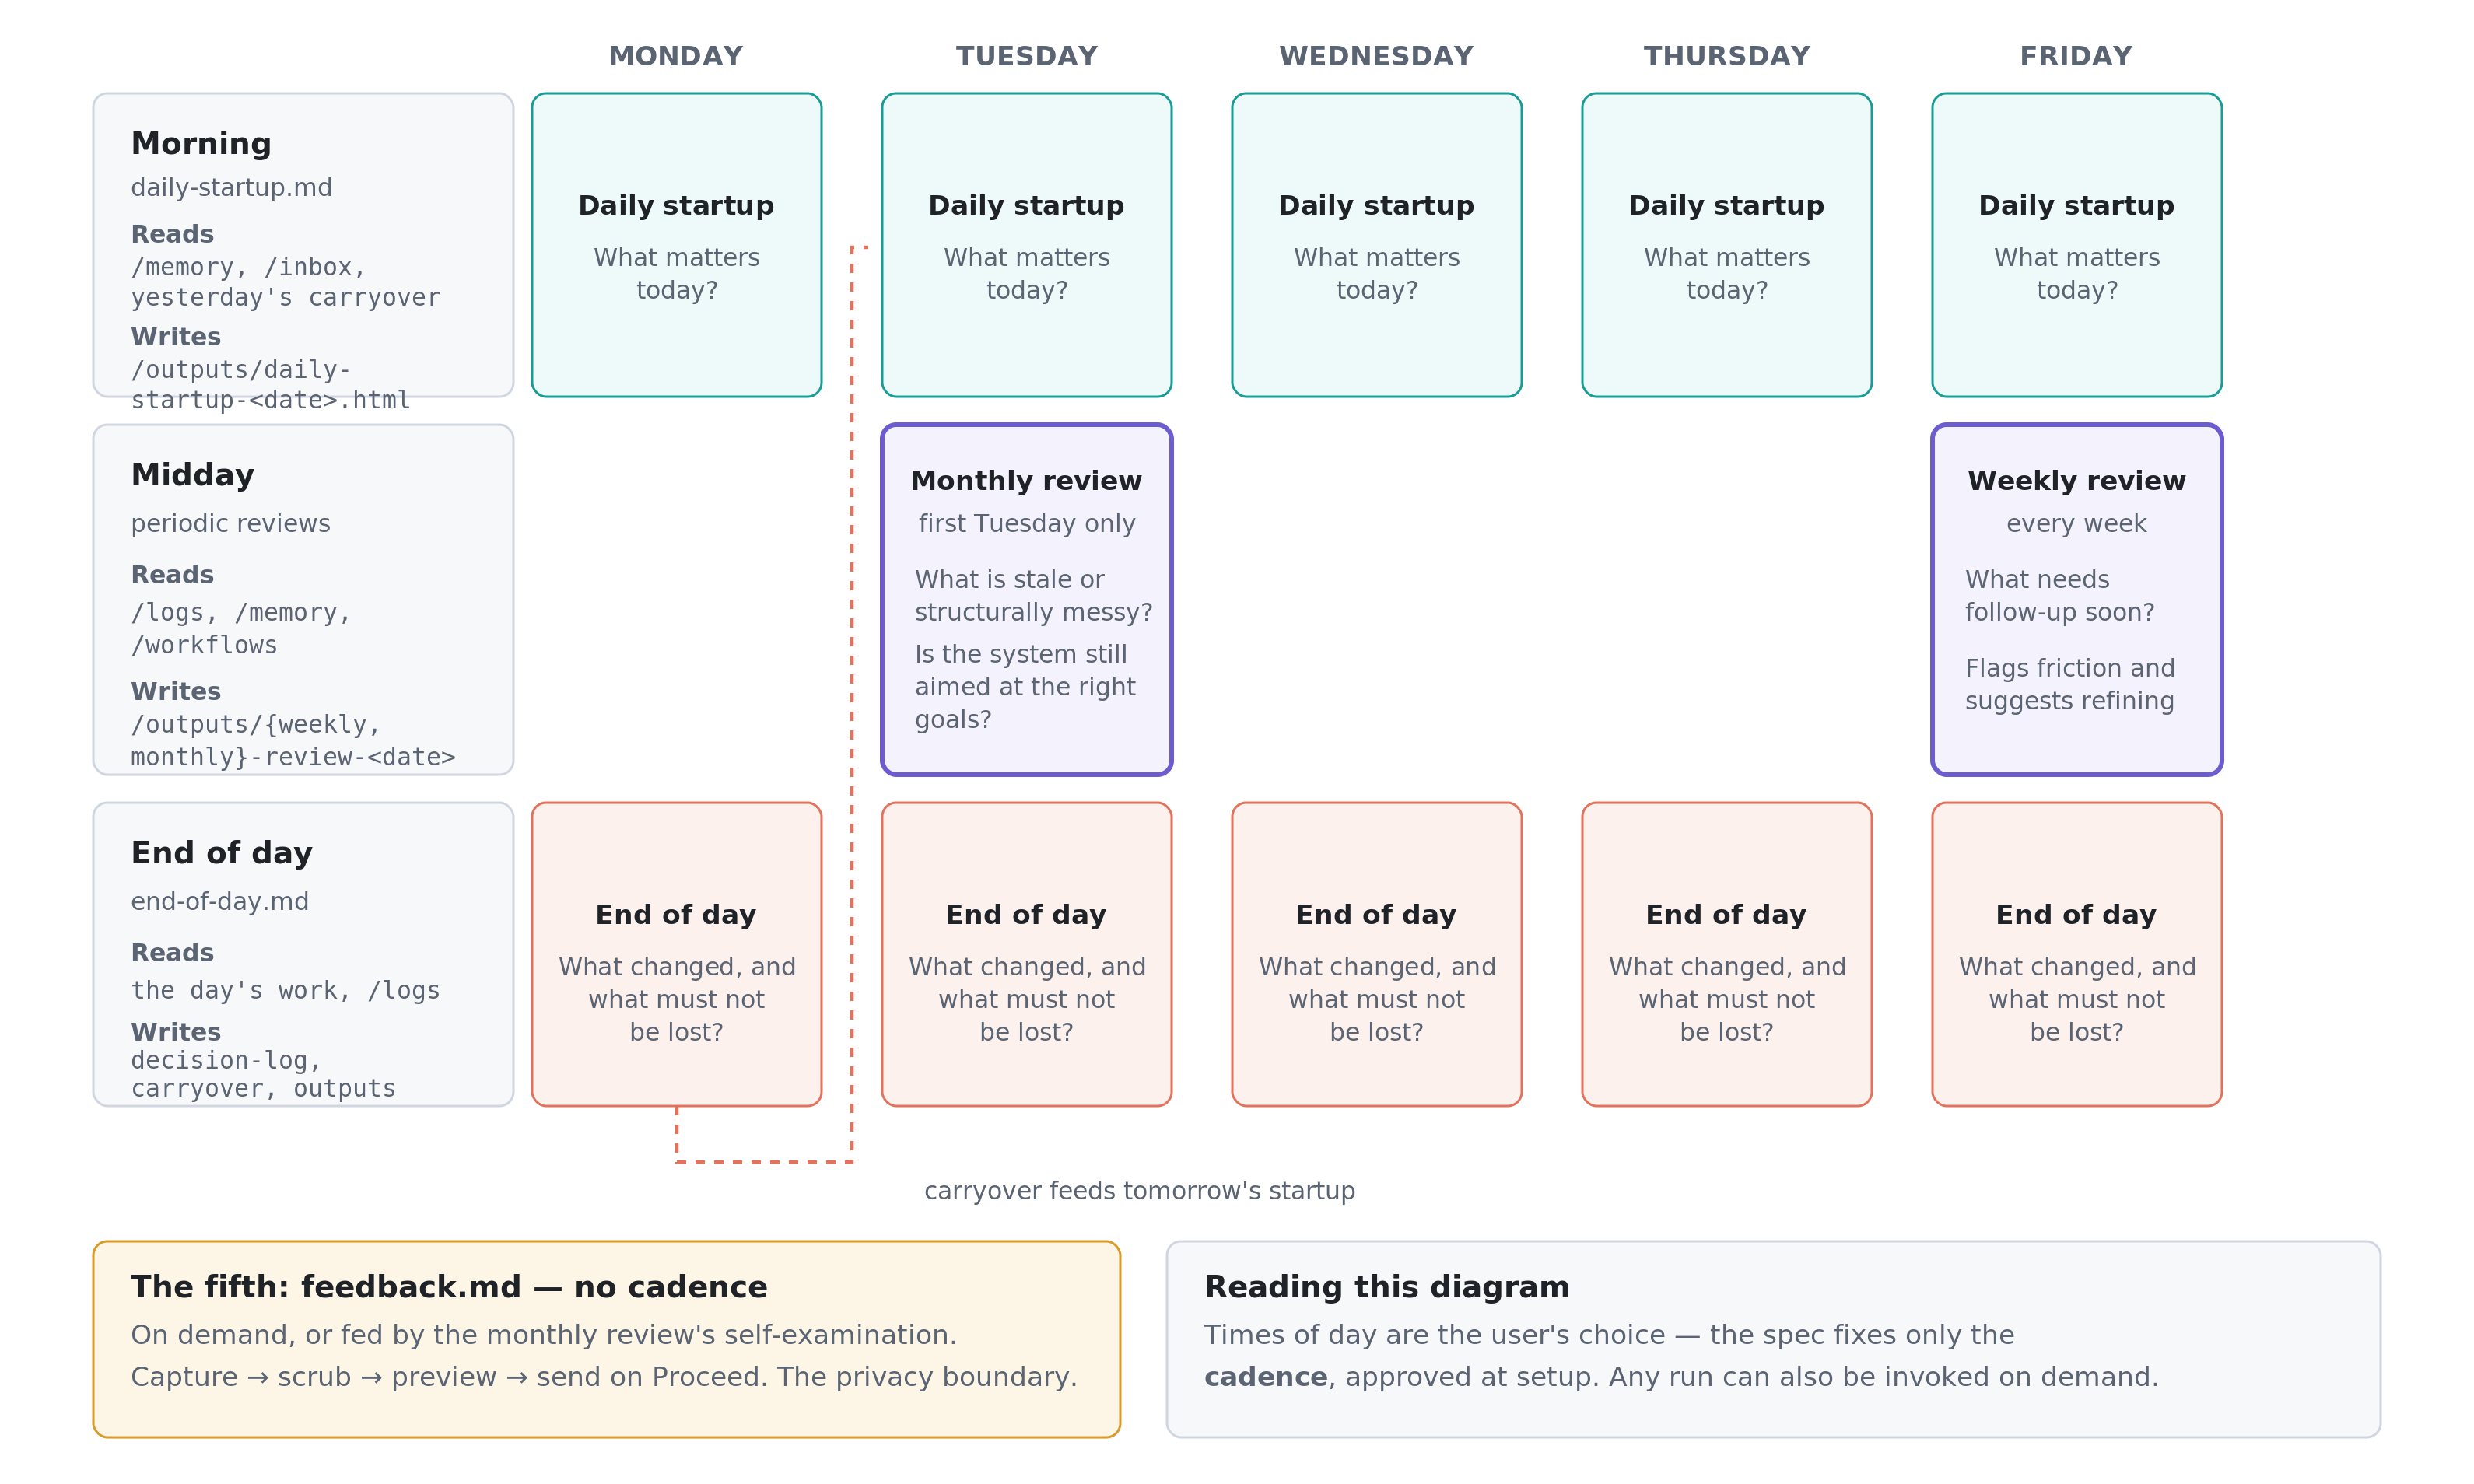 MONDAY
TUESDAY
WEDNESDAY
THURSDAY
FRIDAY
Morning
daily-startup.md
Reads
/memory, /inbox,
yesterday's carryover
Writes
/outputs/daily-
startup-<date>.html
Daily startup
What matters
today?
Daily startup
What matters
today?
Daily startup
What matters
today?
Daily startup
What matters
today?
Daily startup
What matters
today?
Midday
periodic reviews
Reads
/logs, /memory,
/workflows
Writes
/outputs/{weekly,
monthly}-review-<date>
Monthly review
first Tuesday only
What is stale or
structurally messy?
Is the system still
aimed at the right
goals?
Weekly review
every week
What needs
follow-up soon?
Flags friction and
suggests refining
End of day
end-of-day.md
Reads
the day's work, /logs
Writes
decision-log,
carryover, outputs
End of day
What changed, and
what must not
be lost?
End of day
What changed, and
what must not
be lost?
End of day
What changed, and
what must not
be lost?
End of day
What changed, and
what must not
be lost?
End of day
What changed, and
what must not
be lost?
carryover feeds tomorrow's startup
The fifth: feedback.md — no cadence
On demand, or fed by the monthly review's self-examination.
Capture → scrub → preview → send on Proceed. The privacy boundary.
Reading this diagram
Times of day are the user's choice — the spec fixes only the
cadence, approved at setup. Any run can also be invoked on demand.